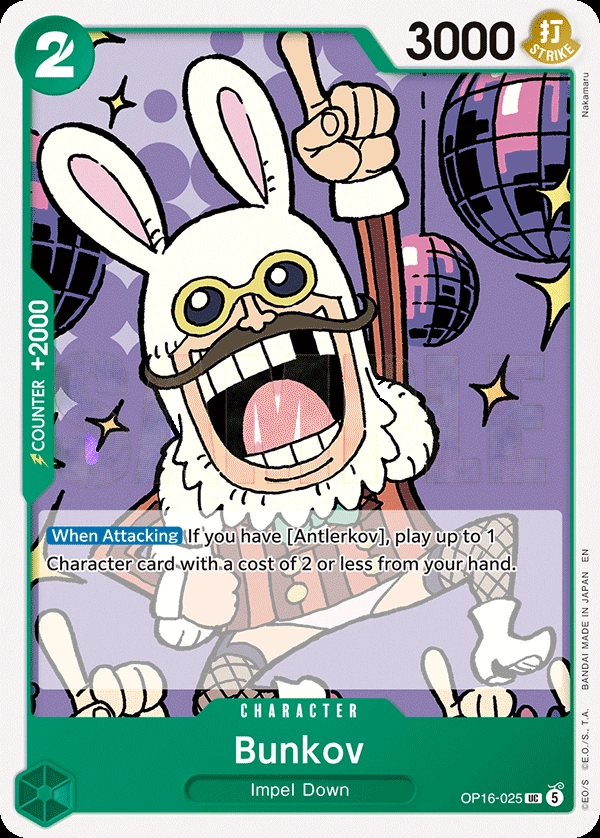 2
3000
打
STRIKE
Nakamaru
COUNTER +2000
SAMPLE
When Attacking If you have [Antlerkov], play up to 1
Character card with a cost of 2 or less from your hand.
CHARACTER
Bunkov
Impel Down
OP16-025 UC 5
©EO/S ©E.O./S., T.A. BANDAI MADE IN JAPAN EN